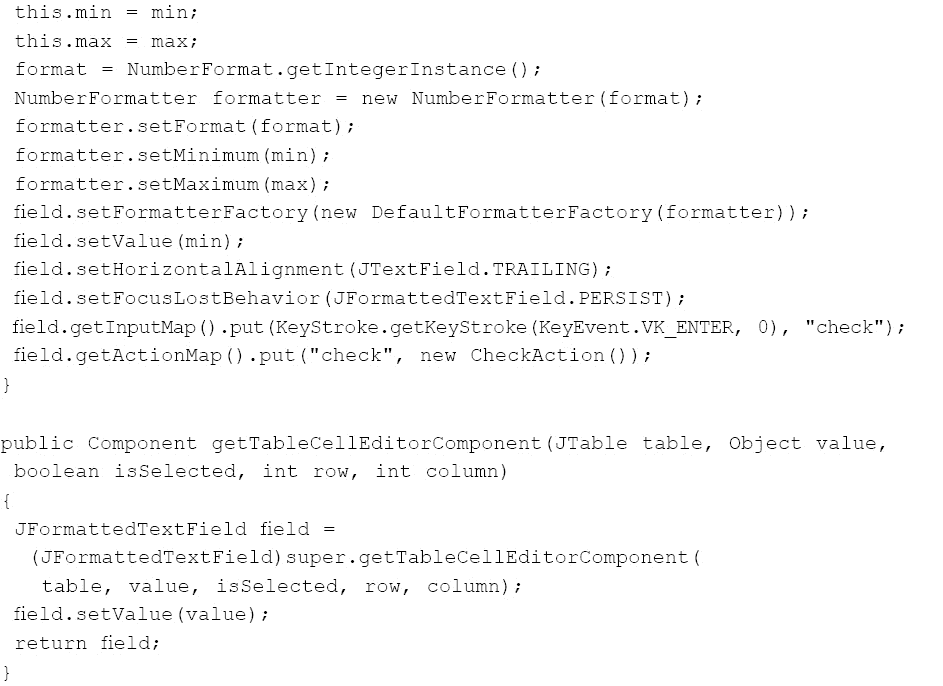 this.min = min;
this.max = max;
format = NumberFormat.getIntegerInstance();
NumberFormatter formatter = new NumberFormatter(format);
formatter.setFormat(format);
formatter.setMinimum(min);
formatter.setMaximum(max);
field.setFormatterFactory(new DefaultFormatterFactory(formatter));
field.setValue(min);
field.setHorizontalAlignment(JTextField.TRAILING);
field.setFocusLostBehavior(JFormattedTextField.PERSIST);
field.getInputMap().put(KeyStroke.getKeyStroke(KeyEvent.VK_ENTER, 0), "check");
field.getActionMap().put("check", new CheckAction());
}
public Component getTableCellEditorComponent(JTable table, Object value,
boolean isSelected, int row, int column)
{
JFormattedTextField field =
(JFormattedTextField)super.getTableCellEditorComponent(
table, value, isSelected, row, column);
field.setValue(value);
return field;
}